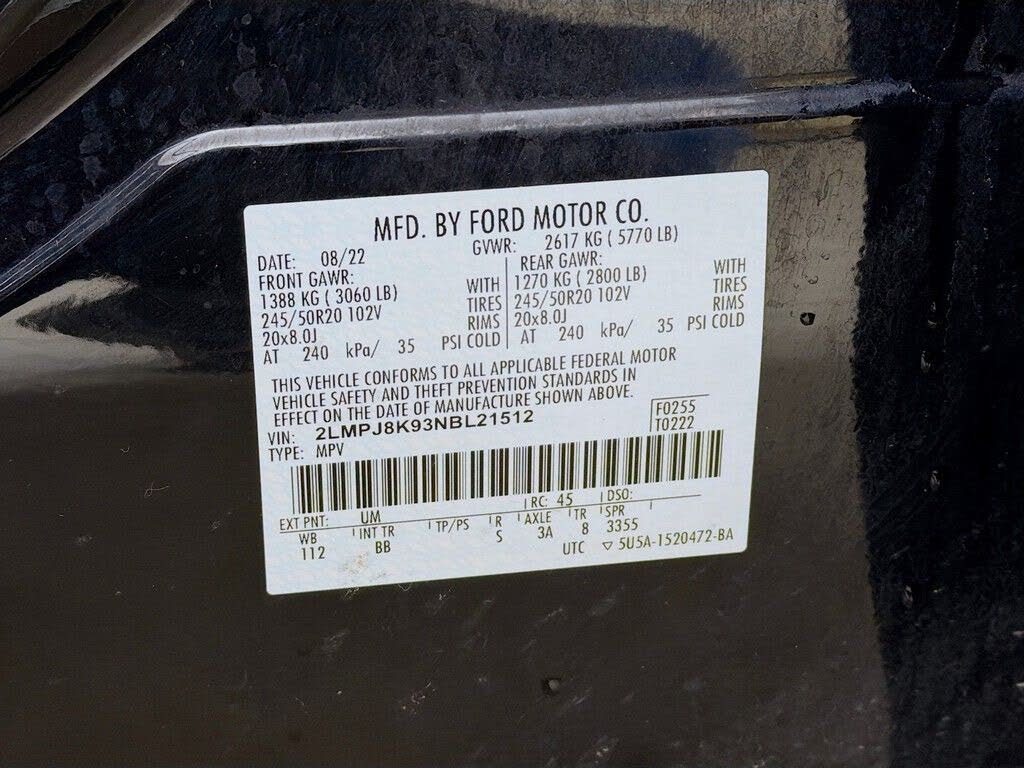 MFD. BY FORD MOTOR CO.
DATE: 08/22 GVWR: 2617 KG ( 5770 LB)
FRONT GAWR: REAR GAWR:
1388 KG ( 3060 LB) WITH 1270 KG ( 2800 LB) WITH
245/50R20 102V TIRES 245/50R20 102V TIRES
20x8.0J RIMS 20x8.0J RIMS
AT 240 kPa/ 35 PSI COLD AT 240 kPa/ 35 PSI COLD
THIS VEHICLE CONFORMS TO ALL APPLICABLE FEDERAL MOTOR
VEHICLE SAFETY AND THEFT PREVENTION STANDARDS IN
EFFECT ON THE DATE OF MANUFACTURE SHOWN ABOVE.
VIN: 2LMPJ8K93NBL21512 F0255
TYPE: MPV T0222
EXT PNT: UM RC: 45 DSO:
WB INT TR TP/PS R AXLE TR SPR
112 BB S 3A 8 3355
UTC ▽ 5U5A-1520472-BA